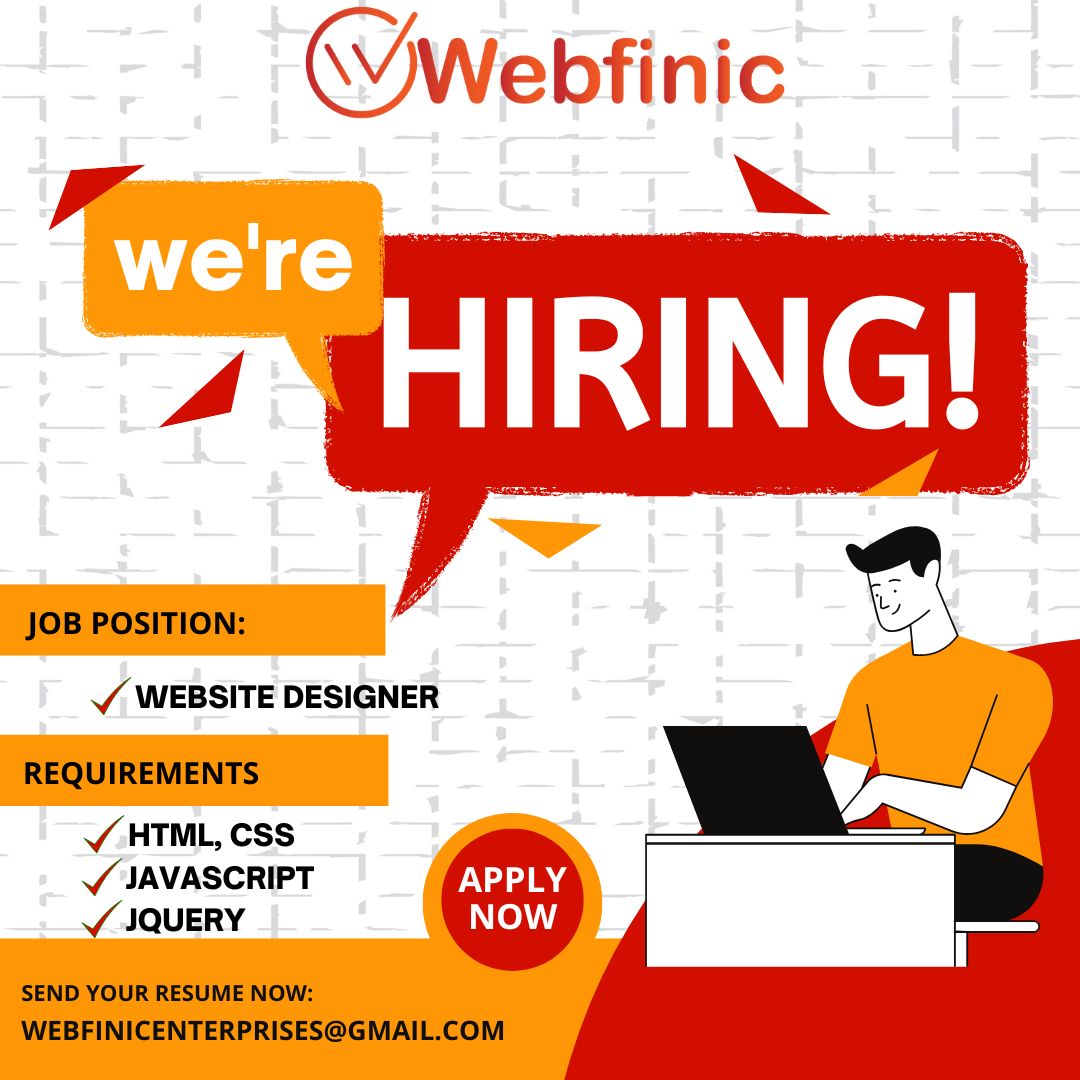 Webfinic
we're
HIRING!
JOB POSITION:
WEBSITE DESIGNER
REQUIREMENTS
HTML, CSS
JAVASCRIPT
JQUERY
APPLY
NOW
SEND YOUR RESUME NOW:
WEBFINICENTERPRISES@GMAIL.COM